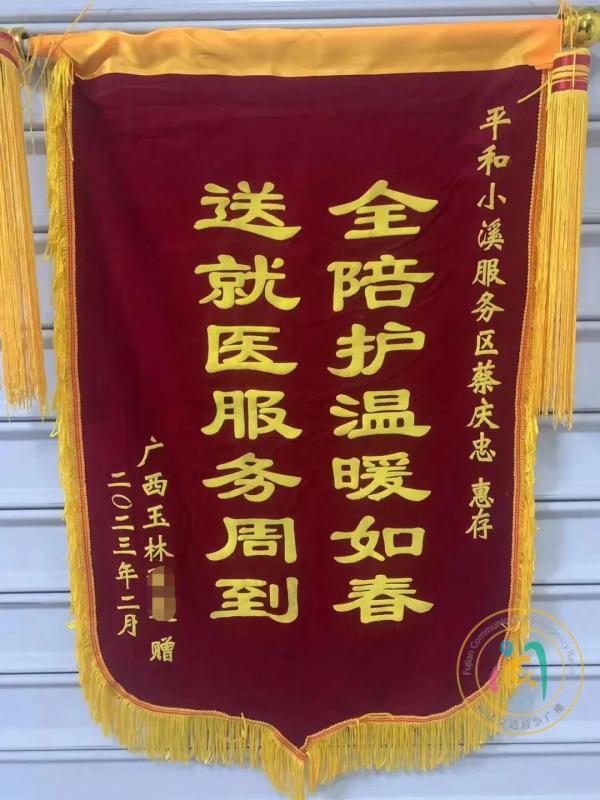 平和小溪服务区蔡庆忠 惠存
全陪护温暖如春
送就医服务周到
广西玉林 赠
二〇二三年二月